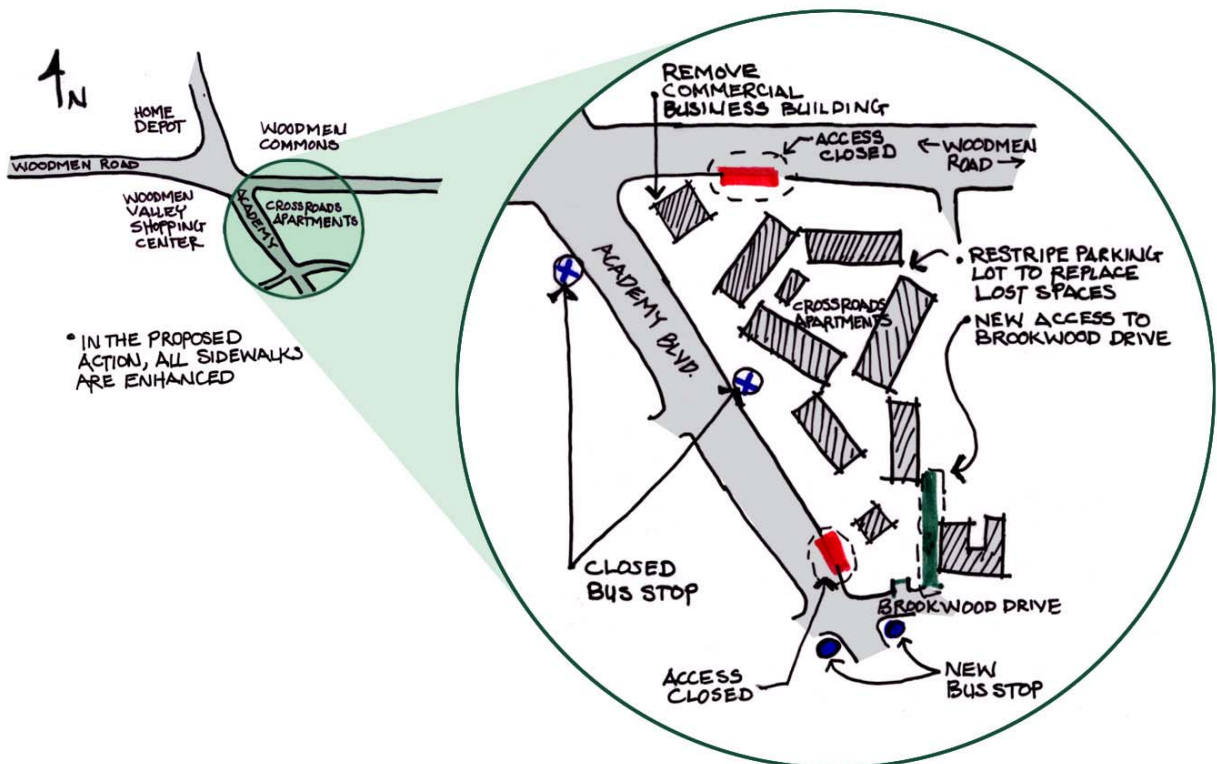 N
HOME
DEPOT
WOODMEN
COMMONS
WOODMEN ROAD
WOODMEN
VALLEY
SHOPPING
CENTER
ACADEMY
CROSSROADS
APARTMENTS
• IN THE PROPOSED
ACTION, ALL SIDEWALKS
ARE ENHANCED
REMOVE
COMMERCIAL
BUSINESS BUILDING
ACCESS
CLOSED
← WOODMEN
ROAD →
ACADEMY BLVD.
CROSSROADS
APARTMENTS
• RESTRIPE PARKING
LOT TO REPLACE
LOST SPACES
• NEW ACCESS TO
BROOKWOOD DRIVE
CLOSED
BUS STOP
BROOKWOOD DRIVE
ACCESS
CLOSED
NEW
BUS STOP